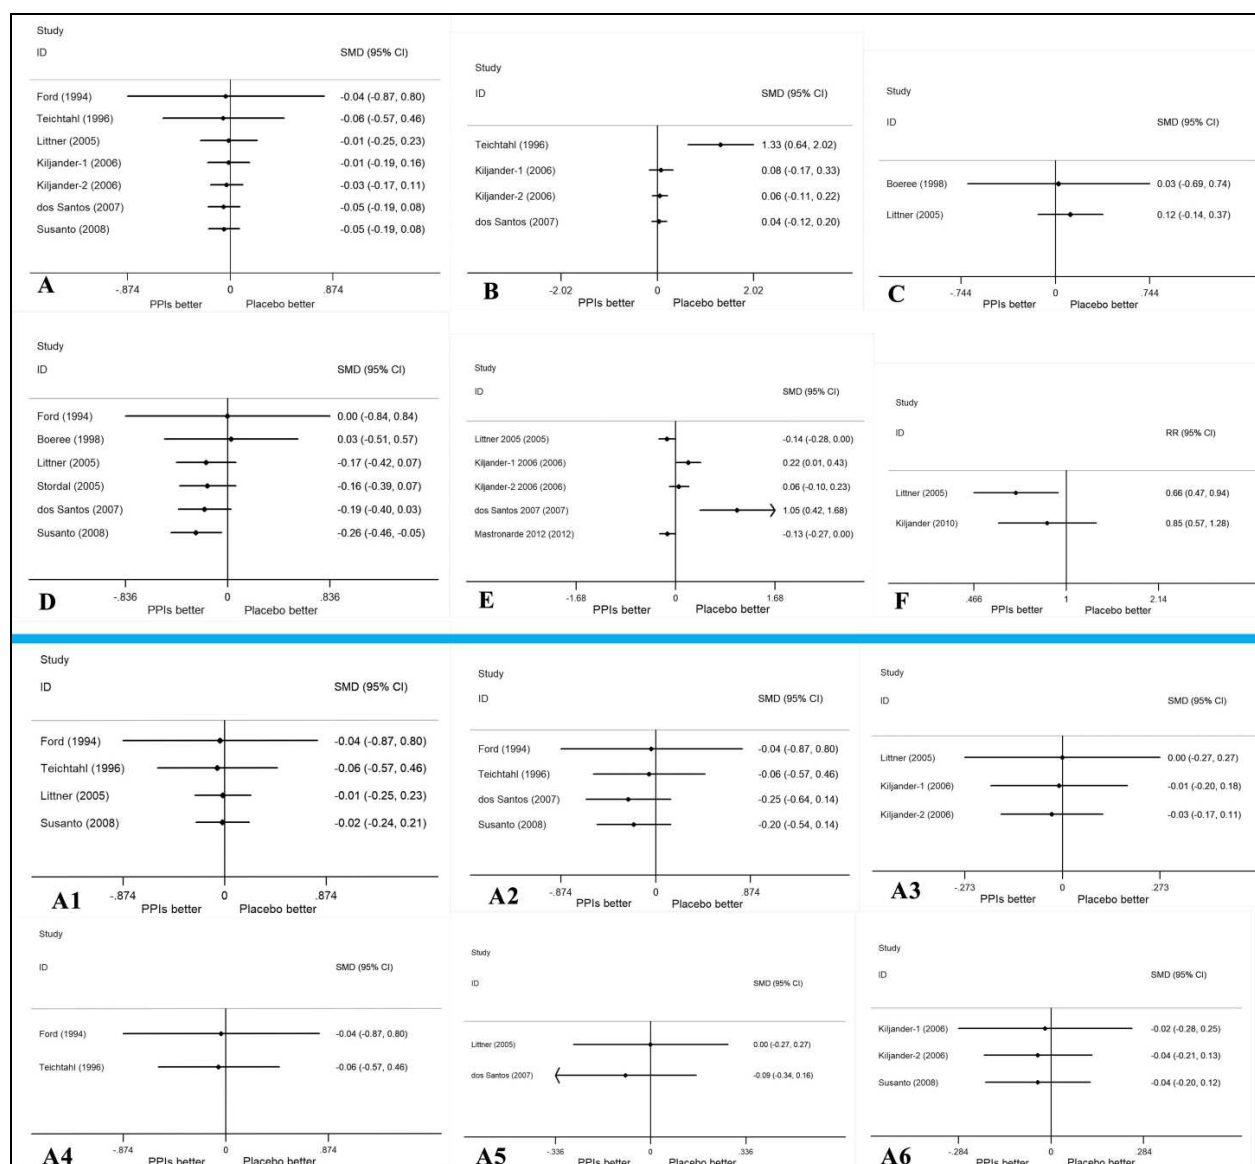 Study
ID SMD (95% CI)
Ford (1994) -0.04 (-0.87, 0.80)
Teichtahl (1996) -0.06 (-0.57, 0.46)
Littner (2005) -0.01 (-0.25, 0.23)
Kiljander-1 (2006) -0.01 (-0.19, 0.16)
Kiljander-2 (2006) -0.03 (-0.17, 0.11)
dos Santos (2007) -0.05 (-0.19, 0.08)
Susanto (2008) -0.05 (-0.19, 0.08)
-.874 0 .874
A PPIs better Placebo better
Study
ID SMD (95% CI)
Teichtahl (1996) 1.33 (0.64, 2.02)
Kiljander-1 (2006) 0.08 (-0.17, 0.33)
Kiljander-2 (2006) 0.06 (-0.11, 0.22)
dos Santos (2007) 0.04 (-0.12, 0.20)
-2.02 0 2.02
B PPIs better Placebo better
Study
ID SMD (95% CI)
Boeree (1998) 0.03 (-0.69, 0.74)
Littner (2005) 0.12 (-0.14, 0.37)
-.744 0 .744
C PPIs better Placebo better
Study
ID SMD (95% CI)
Ford (1994) 0.00 (-0.84, 0.84)
Boeree (1998) 0.03 (-0.51, 0.57)
Littner (2005) -0.17 (-0.42, 0.07)
Stordal (2005) -0.16 (-0.39, 0.07)
dos Santos (2007) -0.19 (-0.40, 0.03)
Susanto (2008) -0.26 (-0.46, -0.05)
-.836 0 .836
D PPIs better Placebo better
Study
ID SMD (95% CI)
Littner 2005 (2005) -0.14 (-0.28, 0.00)
Kiljander-1 2006 (2006) 0.22 (0.01, 0.43)
Kiljander-2 2006 (2006) 0.06 (-0.10, 0.23)
dos Santos 2007 (2007) 1.05 (0.42, 1.68)
Mastronarde 2012 (2012) -0.13 (-0.27, 0.00)
-1.68 0 1.68
E PPIs better Placebo better
Study
ID RR (95% CI)
Littner (2005) 0.66 (0.47, 0.94)
Kiljander (2010) 0.85 (0.57, 1.28)
.466 1 2.14
F PPIs better Placebo better
Study
ID SMD (95% CI)
Ford (1994) -0.04 (-0.87, 0.80)
Teichtahl (1996) -0.06 (-0.57, 0.46)
Littner (2005) -0.01 (-0.25, 0.23)
Susanto (2008) -0.02 (-0.24, 0.21)
-.874 0 .874
A1 PPIs better Placebo better
Study
ID SMD (95% CI)
Ford (1994) -0.04 (-0.87, 0.80)
Teichtahl (1996) -0.06 (-0.57, 0.46)
dos Santos (2007) -0.25 (-0.64, 0.14)
Susanto (2008) -0.20 (-0.54, 0.14)
-.874 0 .874
A2 PPIs better Placebo better
Study
ID SMD (95% CI)
Littner (2005) 0.00 (-0.27, 0.27)
Kiljander-1 (2006) -0.01 (-0.20, 0.18)
Kiljander-2 (2006) -0.03 (-0.17, 0.11)
-.273 0 .273
A3 PPIs better Placebo better
Study
ID SMD (95% CI)
Ford (1994) -0.04 (-0.87, 0.80)
Teichtahl (1996) -0.06 (-0.57, 0.46)
-.874 0 .874
A4 PPIs better Placebo better
Study
ID SMD (95% CI)
Littner (2005) 0.00 (-0.27, 0.27)
dos Santos (2007) -0.09 (-0.34, 0.16)
-.336 0 .336
A5 PPIs better Placebo better
Study
ID SMD (95% CI)
Kiljander-1 (2006) -0.02 (-0.28, 0.25)
Kiljander-2 (2006) -0.04 (-0.21, 0.13)
Susanto (2008) -0.04 (-0.20, 0.12)
-.284 0 .284
A6 PPIs better Placebo better